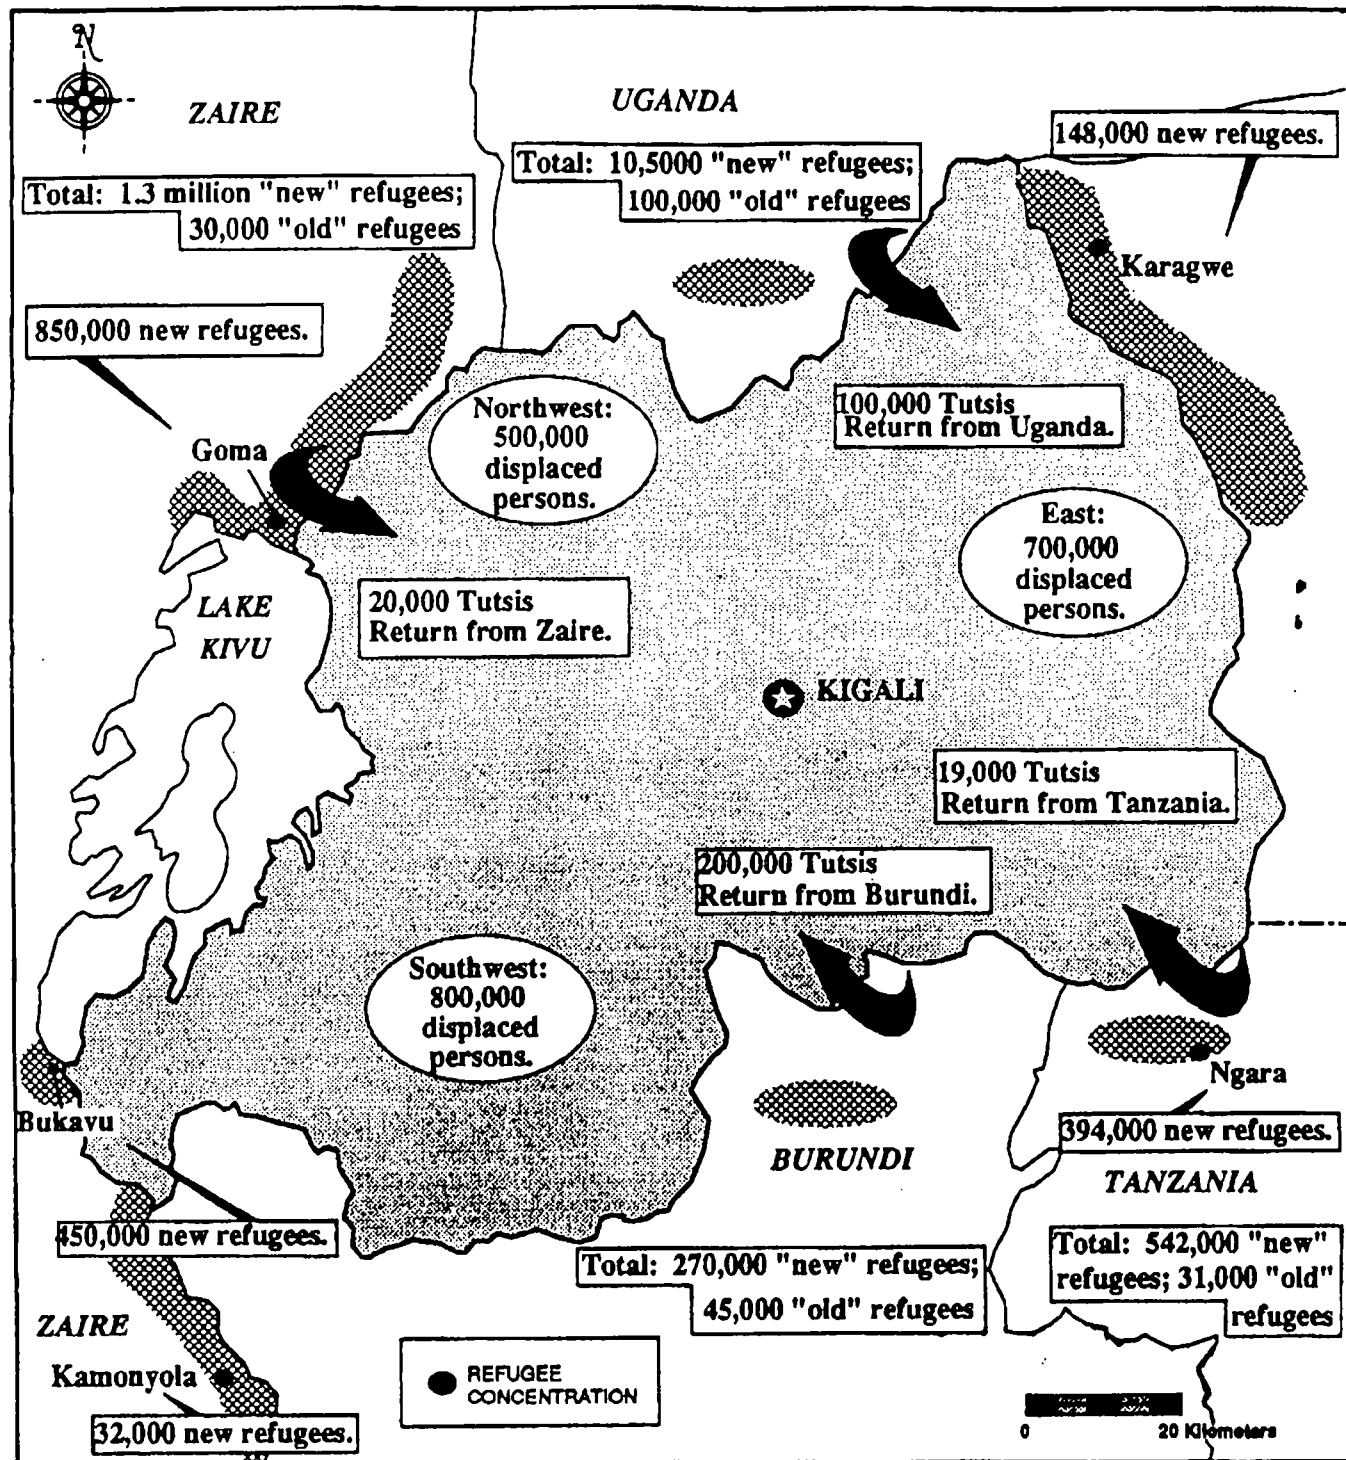 N
ZAIRE
UGANDA
148,000 new refugees.
Total: 10,5000 "new" refugees;
100,000 "old" refugees
Total: 1.3 million "new" refugees;
30,000 "old" refugees
Karagwe
850,000 new refugees.
Northwest:
500,000
displaced
persons.
100,000 Tutsis
Return from Uganda.
Goma
East:
700,000
displaced
persons.
20,000 Tutsis
Return from Zaire.
LAKE
KIVU
KIGALI
19,000 Tutsis
Return from Tanzania.
200,000 Tutsis
Return from Burundi.
Southwest:
800,000
displaced
persons.
Ngara
Bukavu
394,000 new refugees.
BURUNDI
TANZANIA
450,000 new refugees.
Total: 270,000 "new" refugees;
45,000 "old" refugees
Total: 542,000 "new"
refugees; 31,000 "old"
refugees
ZAIRE
Kamonyola
REFUGEE
CONCENTRATION
32,000 new refugees.
0 20 Kilometers